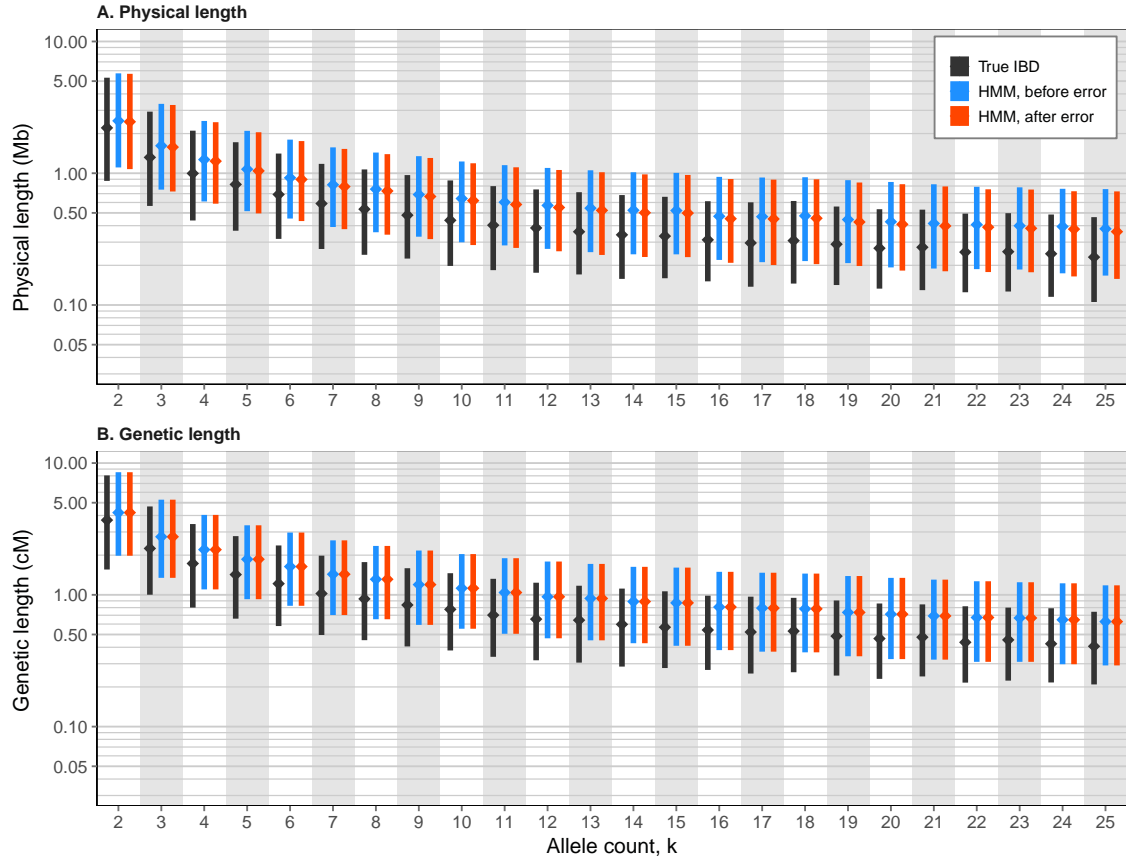 A. Physical length
10.00
5.00
1.00
0.50
0.10
0.05
Physical length (Mb)
True IBD
HMM, before error
HMM, after error
2 3 4 5 6 7 8 9 10 11 12 13 14 15 16 17 18 19 20 21 22 23 24 25
B. Genetic length
10.00
5.00
1.00
0.50
0.10
0.05
Genetic length (cM)
2 3 4 5 6 7 8 9 10 11 12 13 14 15 16 17 18 19 20 21 22 23 24 25
Allele count, k